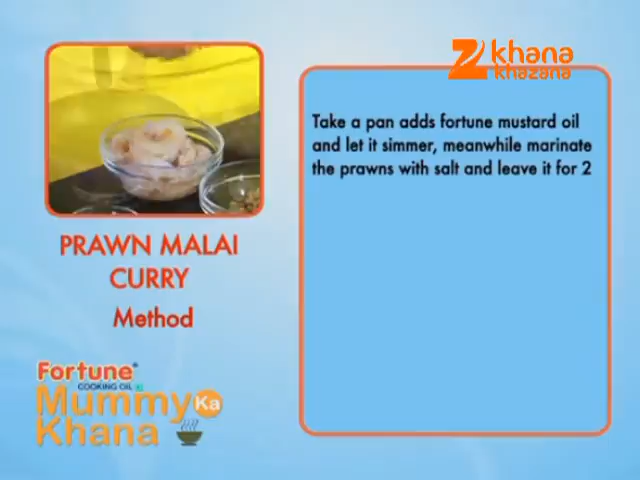 Z khana
khazana
Take a pan adds fortune mustard oil
and let it simmer, meanwhile marinate
the prawns with salt and leave it for 2
PRAWN MALAI
CURRY
Method
Fortune
COOKING OIL
Mummy Ka
Khana